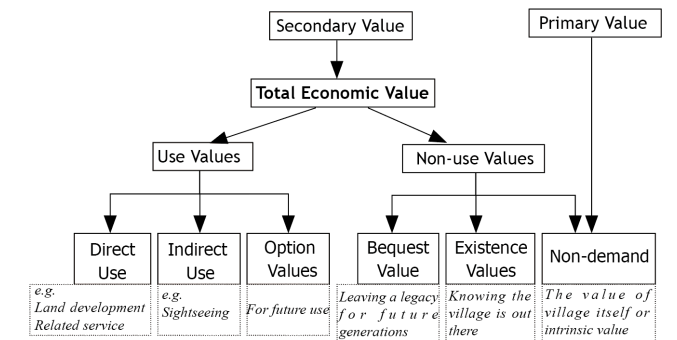 Secondary Value
Primary Value
Total Economic Value
Use Values
Non-use Values
Direct
Use
Indirect
Use
Option
Values
Bequest
Value
Existence
Values
Non-demand
e.g.
Land development
Related service
e.g.
Sightseeing
For future use
Leaving a legacy
for future
generations
Knowing the
village is out
there
The value of
village itself or
intrinsic value